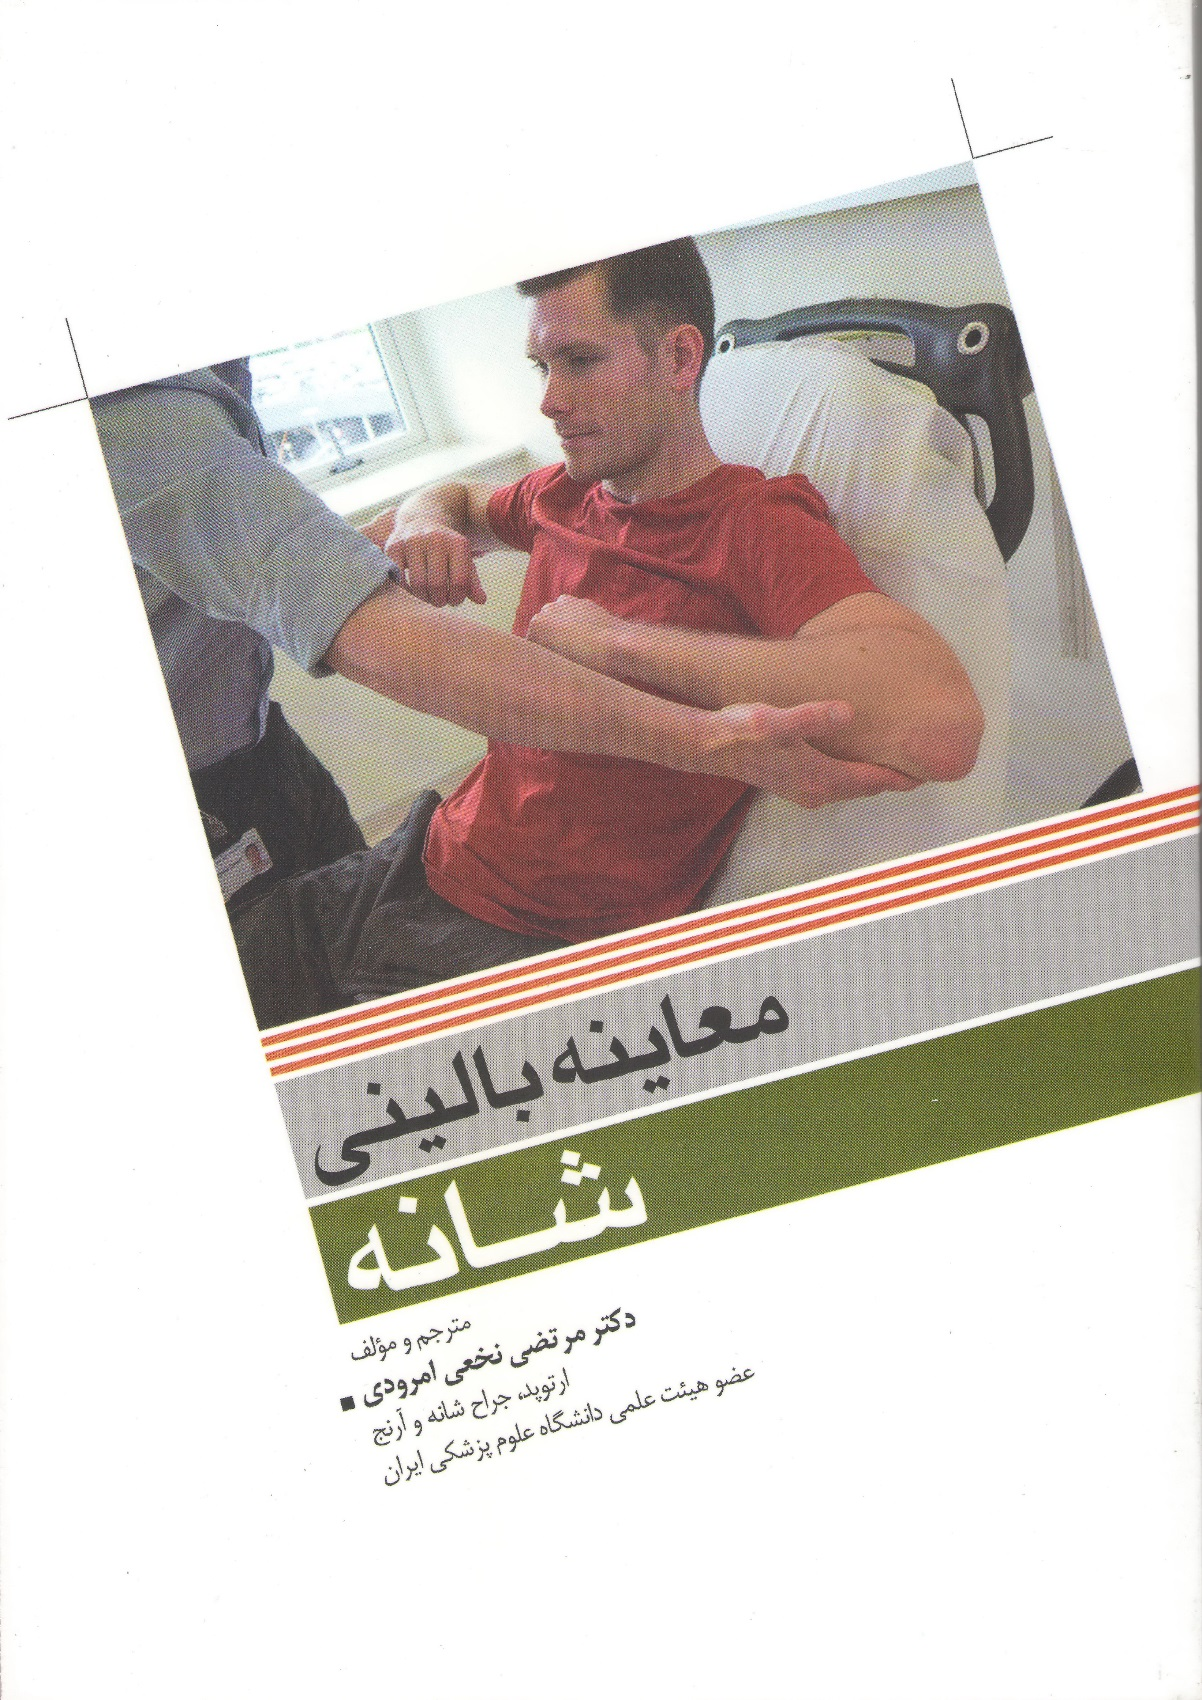 معاینه بالینی
شانه
مترجم و مؤلف
دکتر مرتضی نخعی امرودی ■
ارتوپد، جراح شانه و آرنج
عضو هیئت علمی دانشگاه علوم پزشکی ایران